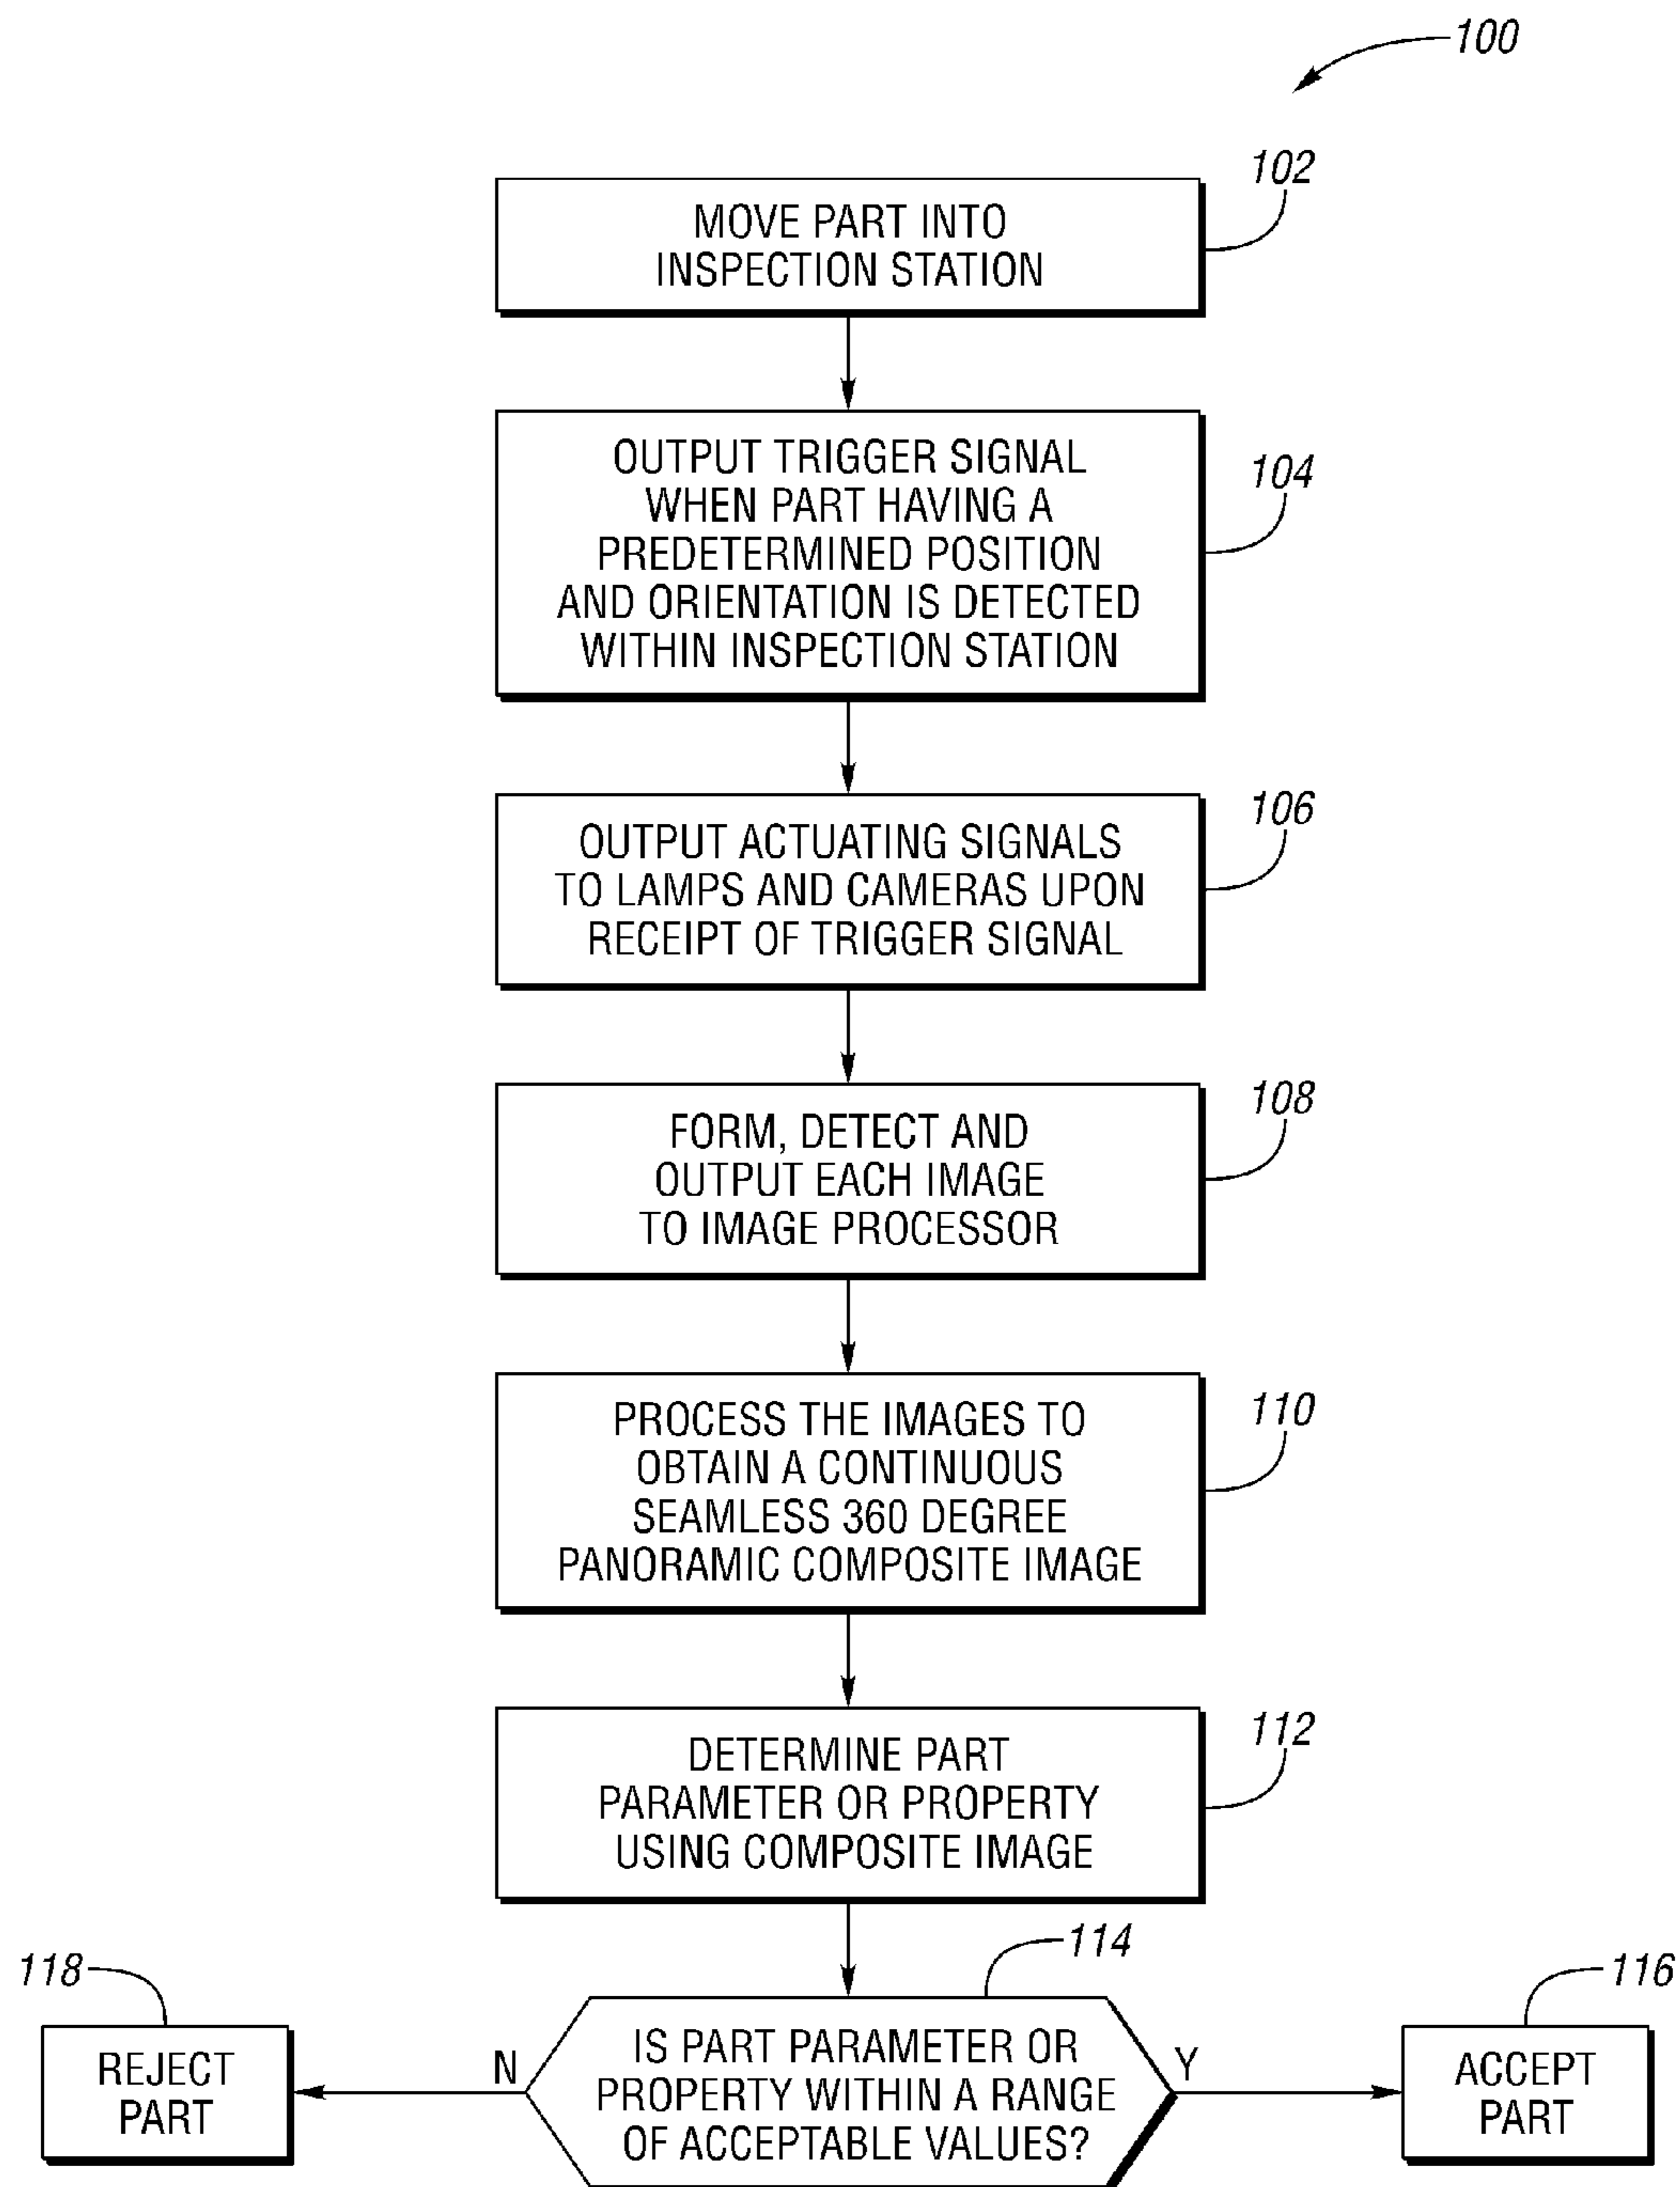 100
102
MOVE PART INTO
INSPECTION STATION
104
OUTPUT TRIGGER SIGNAL
WHEN PART HAVING A
PREDETERMINED POSITION
AND ORIENTATION IS DETECTED
WITHIN INSPECTION STATION
106
OUTPUT ACTUATING SIGNALS
TO LAMPS AND CAMERAS UPON
RECEIPT OF TRIGGER SIGNAL
108
FORM, DETECT AND
OUTPUT EACH IMAGE
TO IMAGE PROCESSOR
110
PROCESS THE IMAGES TO
OBTAIN A CONTINUOUS
SEAMLESS 360 DEGREE
PANORAMIC COMPOSITE IMAGE
112
DETERMINE PART
PARAMETER OR PROPERTY
USING COMPOSITE IMAGE
118
REJECT
PART
N
114
IS PART PARAMETER OR
PROPERTY WITHIN A RANGE
OF ACCEPTABLE VALUES?
Y
116
ACCEPT
PART